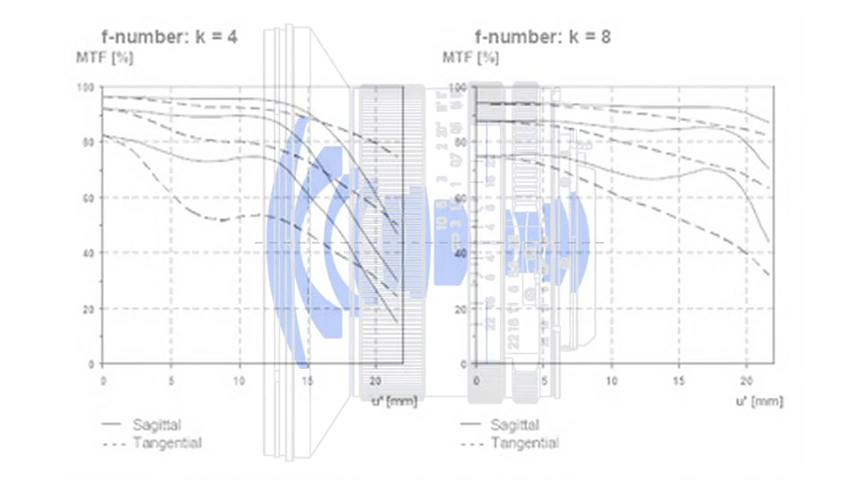 f-number: k = 4
MTF [%]
100
80
60
40
20
0
0 5 10 15 20
u' [mm]
Sagittal
Tangential
f-number: k = 8
MTF [%]
100
80
60
40
20
0
0 5 10 15 20
u' [mm]
Sagittal
Tangential